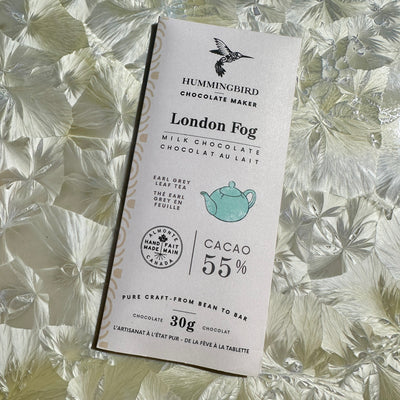 HUMMINGBIRD
CHOCOLATE MAKER
London Fog
MILK CHOCOLATE
CHOCOLAT AU LAIT
EARL GREY
LEAF TEA
THÉ EARL
GREY EN
FEUILLE
ALMONTE
HAND FAIT
MADE MAIN
CANADA
CACAO
55%
PURE CRAFT-FROM BEAN TO BAR
CHOCOLATE 30g CHOCOLAT
L'ARTISANAT À L'ÉTAT PUR - DE LA FÈVE À LA TABLETTE